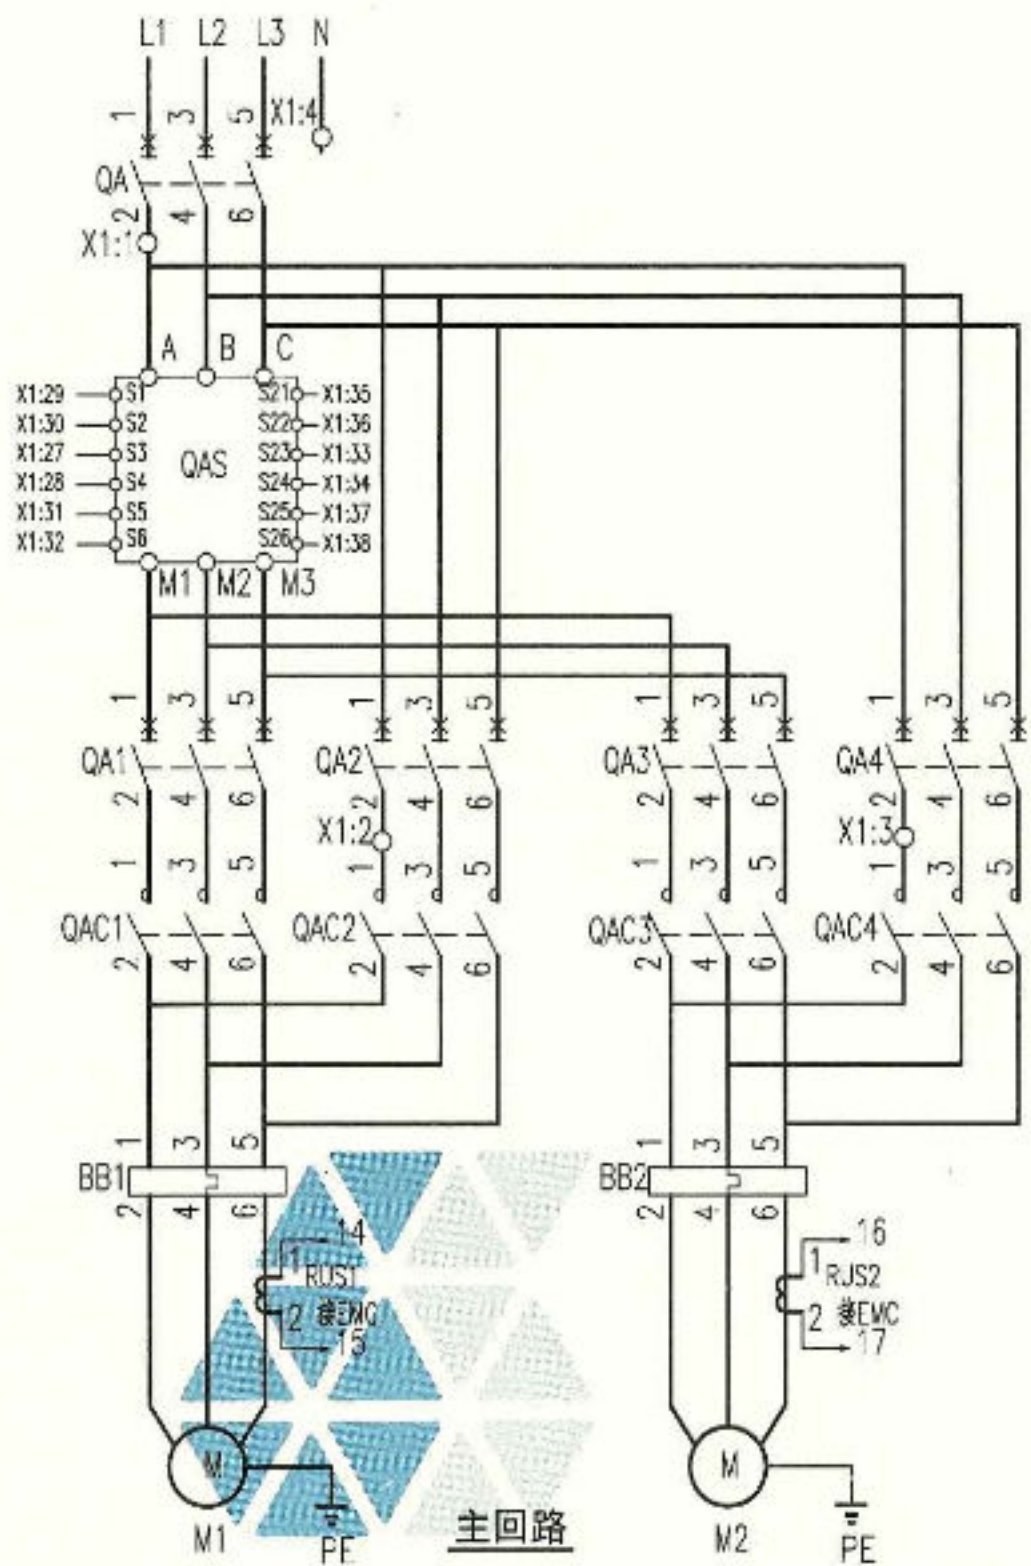 L1 L2 L3 N
1 3 5 X1:4
QA
2 4 6
X1:1
A B C
X1:29 S1 S21 X1:35
X1:30 S2 S22 X1:36
X1:27 S3 QAS S23 X1:33
X1:28 S4 S24 X1:34
X1:31 S5 S25 X1:37
X1:32 S6 S26 X1:38
M1 M2 M3
1 3 5 1 3 5 1 3 5 1 3 5
QA1 QA2 QA3 QA4
2 4 6 2 4 6 2 4 6 2 4 6
X1:2 X1:3
1 3 5 1 3 5 1 3 5 1 3 5
QAC1 QAC2 QAC3 QAC4
2 4 6 2 4 6 2 4 6 2 4 6
1 3 5 1 3 5
BB1 BB2
2 4 6 2 4 6
14 16
1 RJS1 1 RJS2
2 接EMC 2 接EMC
15 17
M M
M1 PE M2 PE
主回路